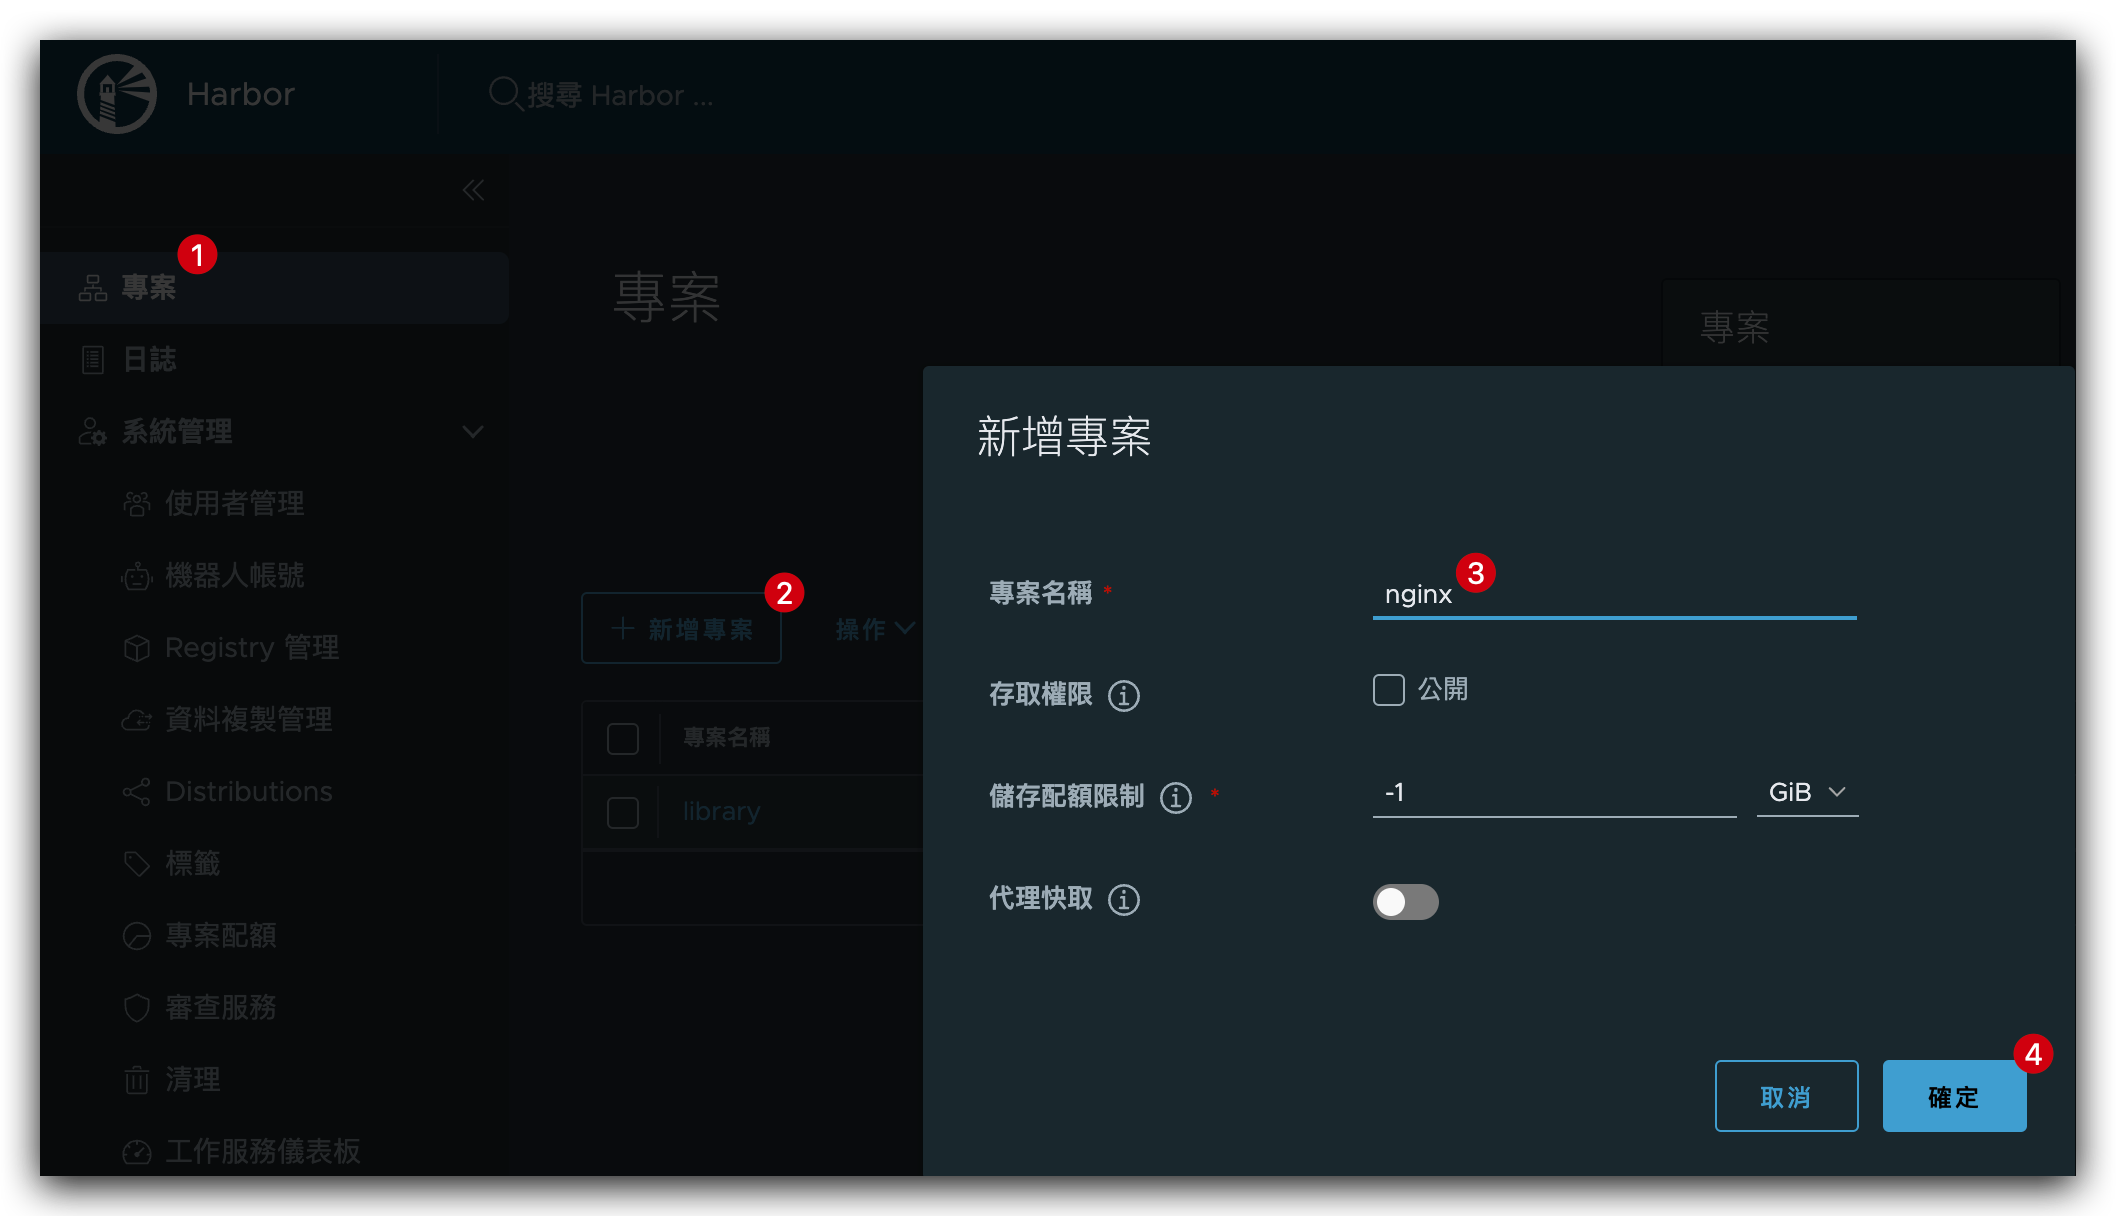 Harbor
搜尋 Harbor ...
1
專案
日誌
系統管理
使用者管理
機器人帳號
Registry 管理
資料複製管理
Distributions
標籤
專案配額
審查服務
清理
工作服務儀表板
專案
專案
2
新增專案
操作
專案名稱
library
新增專案
專案名稱 *
nginx
3
存取權限
公開
儲存配額限制 *
-1
GiB
代理快取
取消
確定
4